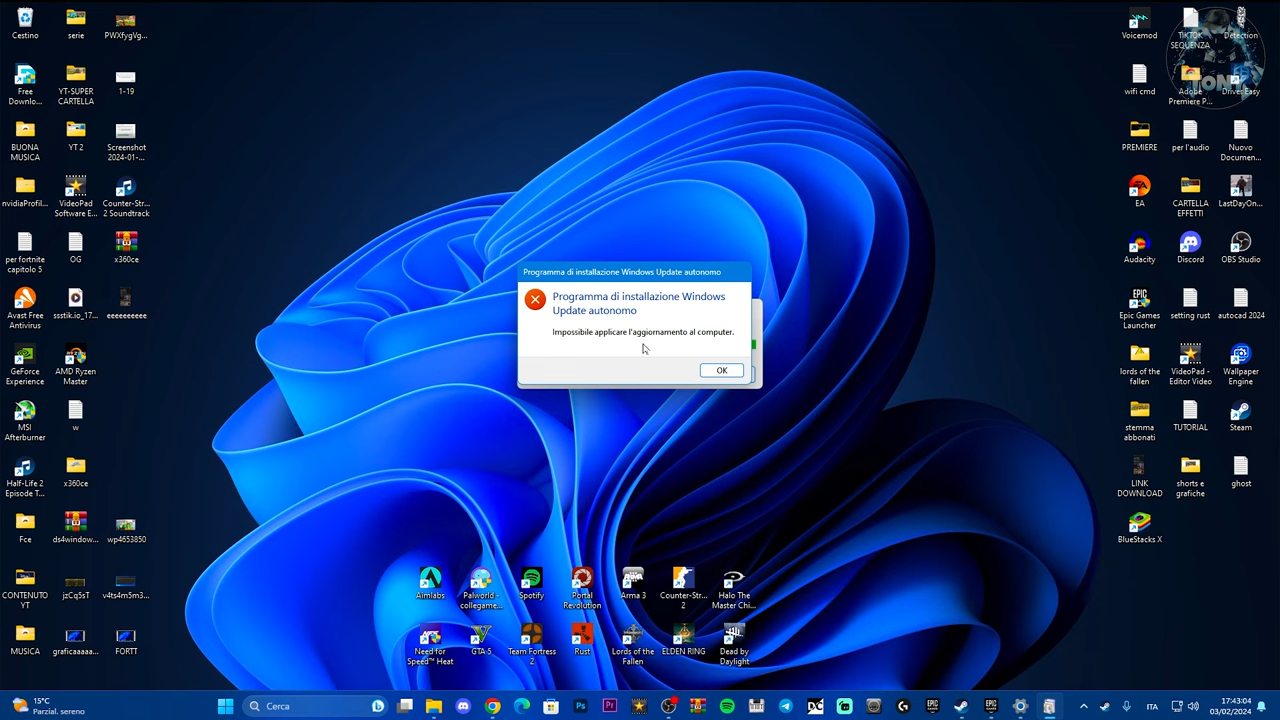 Cestino
serie
PWXfygVg...
Free
Downlo...
YT-SUPER
CARTELLA
1-19
BUONA
MUSICA
YT 2
Screenshot
2024-01-...
nvidiaProfil...
VideoPad
Software E...
Counter-Str...
2 Soundtrack
per fortnite
capitolo 5
OG
x360ce
Avast Free
Antivirus
ssstik.io_17...
eeeeeeeee
GeForce
Experience
AMD Ryzen
Master
MSI
Afterburner
w
Half-Life 2
Episode T...
x360ce
Fce
ds4window...
wp4653850
CONTENUTO
YT
jzCq5sT
v4ts4m5m3...
MUSICA
graficaaaaa...
FORTT
Programma di installazione Windows Update autonomo
Programma di installazione Windows
Update autonomo
Impossibile applicare l'aggiornamento al computer.
OK
Aimlabs
Palworld -
collegame...
Spotify
Portal
Revolution
Arma 3
Counter-Str...
2
Halo The
Master Chi...
Need for
Speed™ Heat
GTA 5
Team Fortress
2
Rust
Lords of the
Fallen
ELDEN RING
Dead by
Daylight
Voicemod
TIKTOK
SEQUENZA
Detection
wifi cmd
Adobe
Premiere P...
Driver Easy
TONY
PREMIERE
per l'audio
Nuovo
Documen...
EA
CARTELLA
EFFETTI
LastDayOn...
Audacity
Discord
OBS Studio
Epic Games
Launcher
setting rust
autocad 2024
lords of the
fallen
VideoPad -
Editor Video
Wallpaper
Engine
stemma
abbonati
TUTORIAL
Steam
LINK
DOWNLOAD
shorts e
grafiche
ghost
BlueStacks X
15°C
Parzial. sereno
Cerca
ITA
17:43:04
03/02/2024